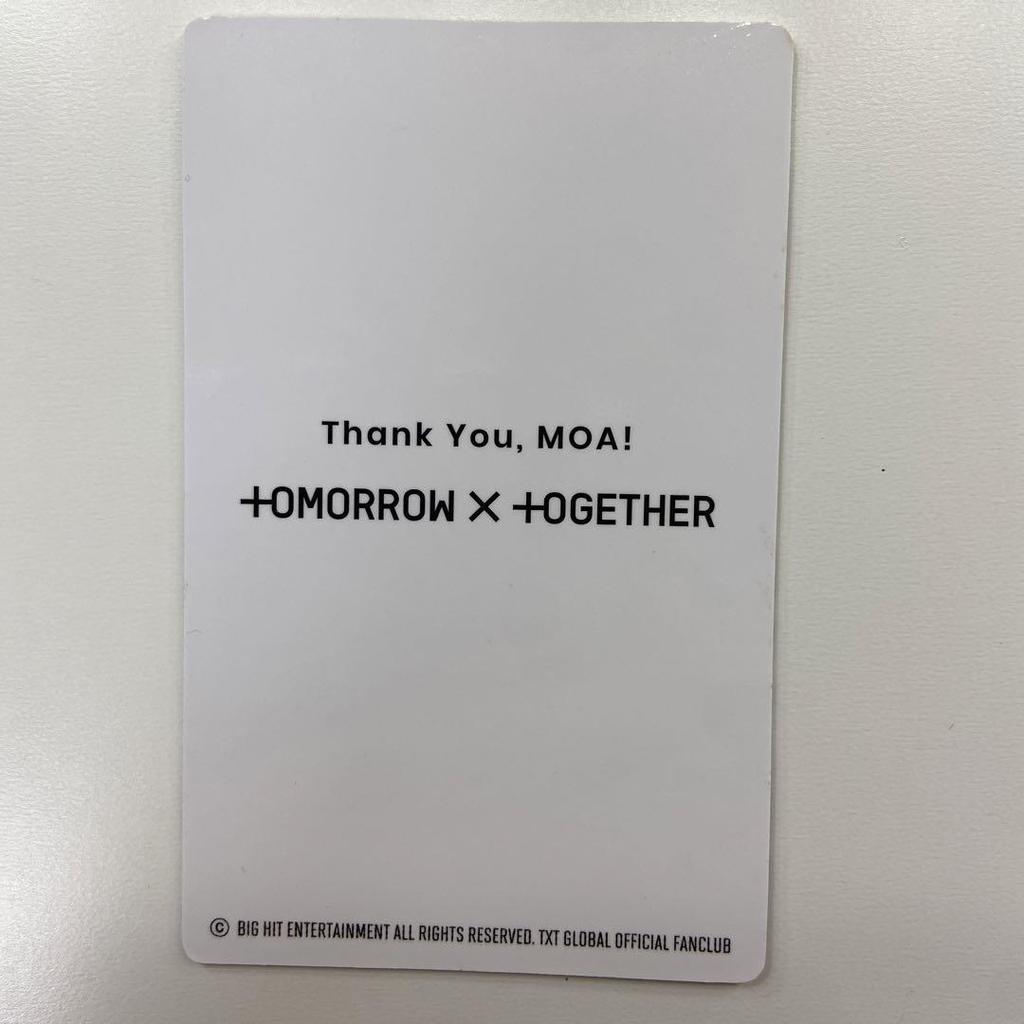 Thank You, MOA!
TOMORROW X TOGETHER
© BIG HIT ENTERTAINMENT ALL RIGHTS RESERVED. TXT GLOBAL OFFICIAL FANCLUB